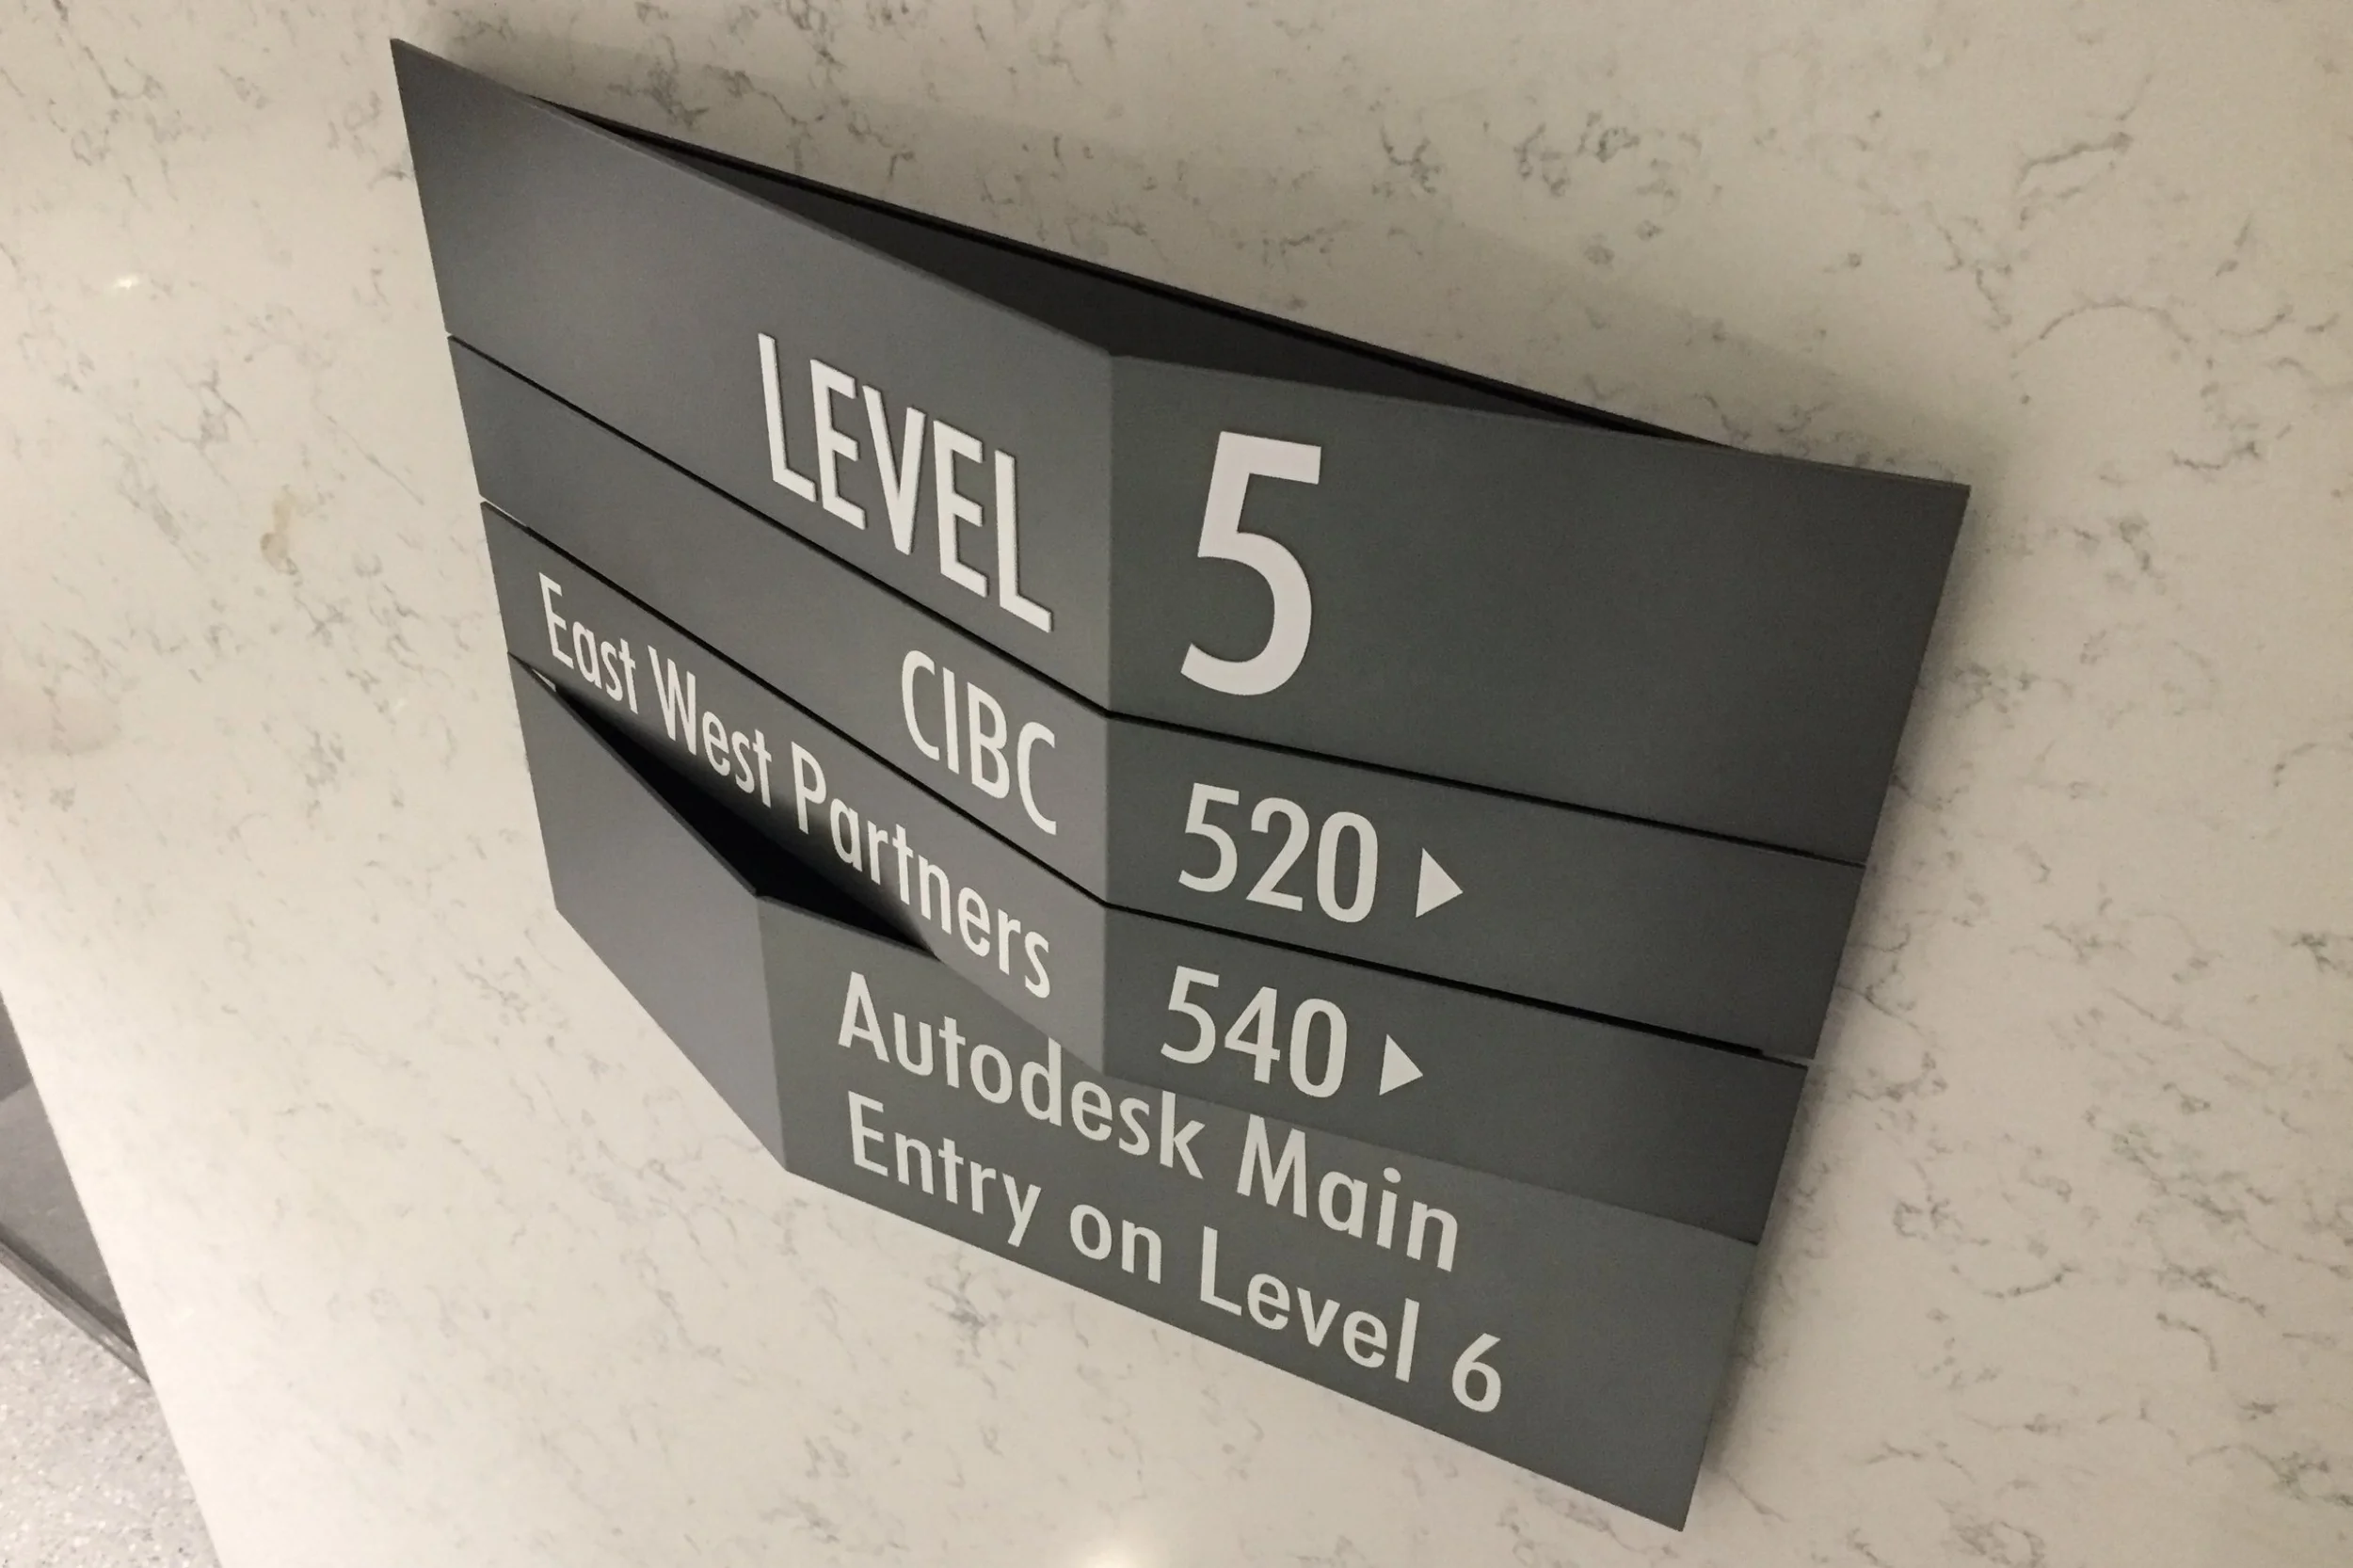 LEVEL 5
CIBC 520 ▶
East West Partners 540 ▶
Autodesk Main
Entry on Level 6